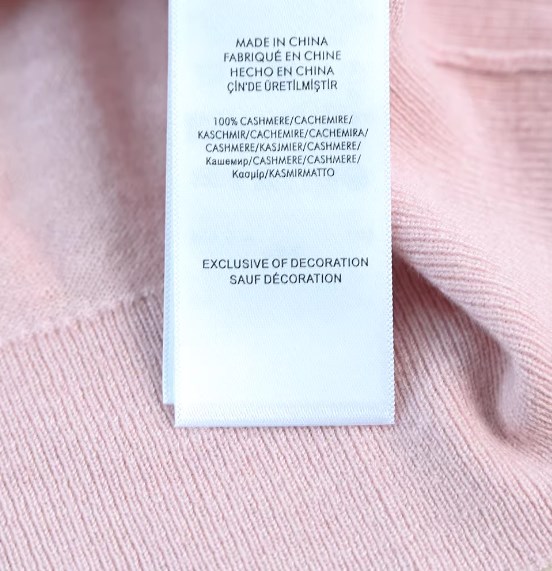 MADE IN CHINA
FABRIQUÉ EN CHINE
HECHO EN CHINA
ÇİN'DE ÜRETİLMİŞTİR
100% CASHMERE/CACHEMIRE/
KASCHMIR/CACHEMIRE/CACHEMIRA/
CASHMERE/KASJMIER/CASHMERE/
Кашемир/CASHMERE/CASHMERE/
Κασμίρ/KASMIRMATTO
EXCLUSIVE OF DECORATION
SAUF DÉCORATION